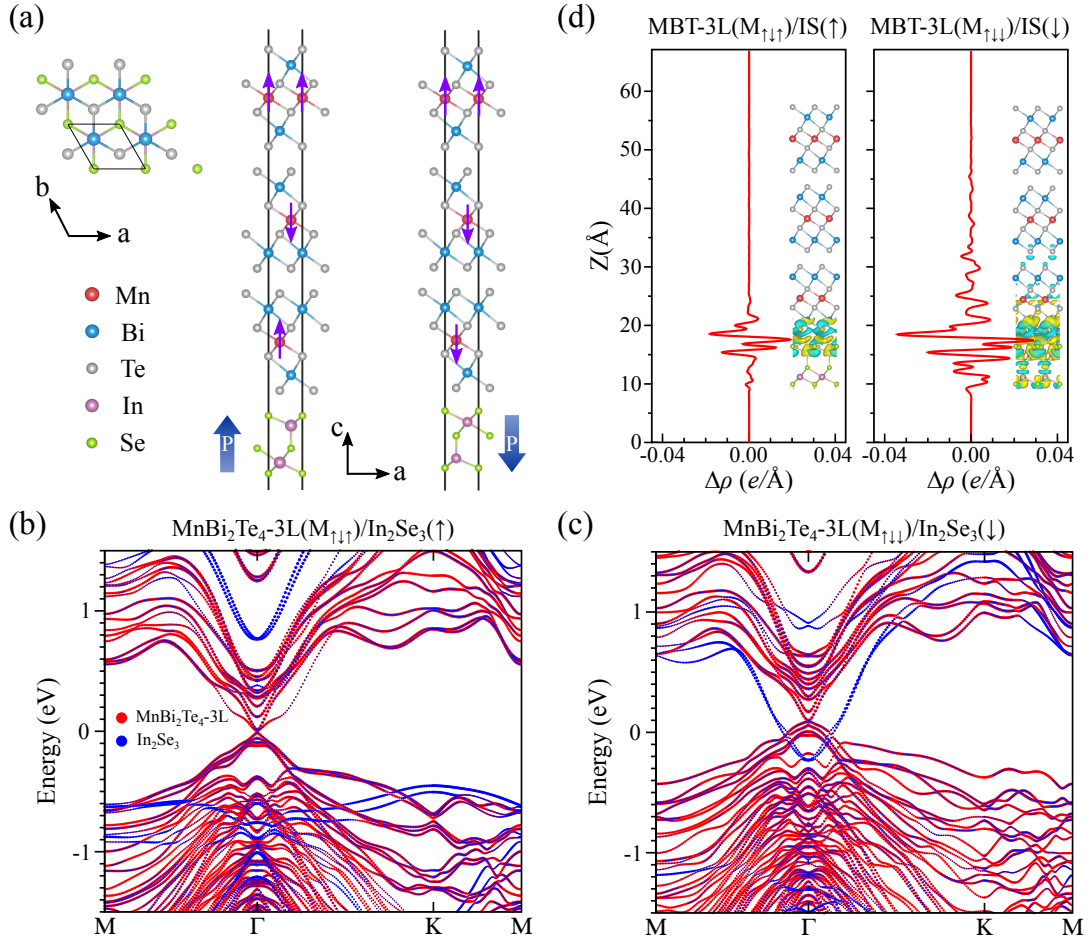 (a)
b
a
Mn
Bi
Te
In
Se
P
c
a
P
(d)
MBT-3L(M↑↓↑)/IS(↑)
MBT-3L(M↑↓↓)/IS(↓)
Z(Å)
60
50
40
30
20
10
0
-0.04
0.00
0.04
-0.04
0.00
0.04
Δρ (e/Å)
Δρ (e/Å)
(b)
MnBi₂Te₄-3L(M↑↓↑)/In₂Se₃(↑)
Energy (eV)
1
0
-1
MnBi₂Te₄-3L
In₂Se₃
M
Γ
K
M
(c)
MnBi₂Te₄-3L(M↑↓↓)/In₂Se₃(↓)
Energy (eV)
1
0
-1
M
Γ
K
M